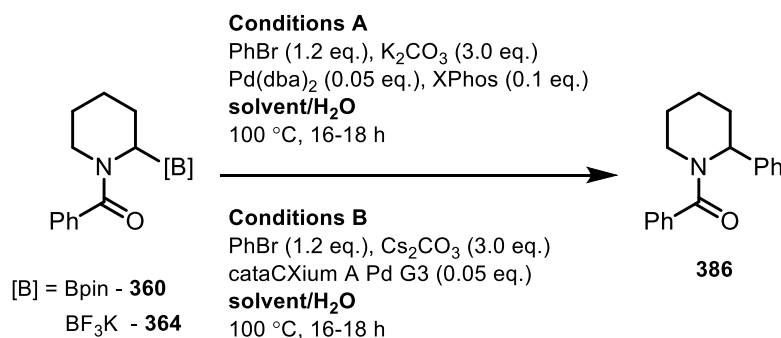 Conditions A
PhBr (1.2 eq.), K₂CO₃ (3.0 eq.)
Pd(dba)₂ (0.05 eq.), XPhos (0.1 eq.)
solvent/H₂O
100 °C, 16-18 h
N
[B]
Ph
O
[B] = Bpin - 360
BF₃K - 364
Conditions B
PhBr (1.2 eq.), Cs₂CO₃ (3.0 eq.)
cataCXium A Pd G3 (0.05 eq.)
solvent/H₂O
100 °C, 16-18 h
N
Ph
Ph
O
386